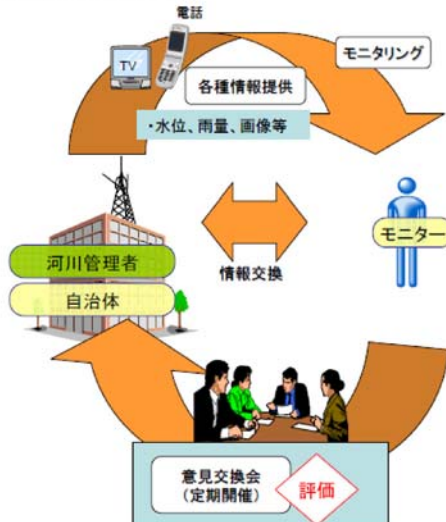 電話
TV
モニタリング
各種情報提供
・水位、雨量、画像等
モニター
河川管理者
自治体
情報交換
意見交換会
(定期開催)
評価